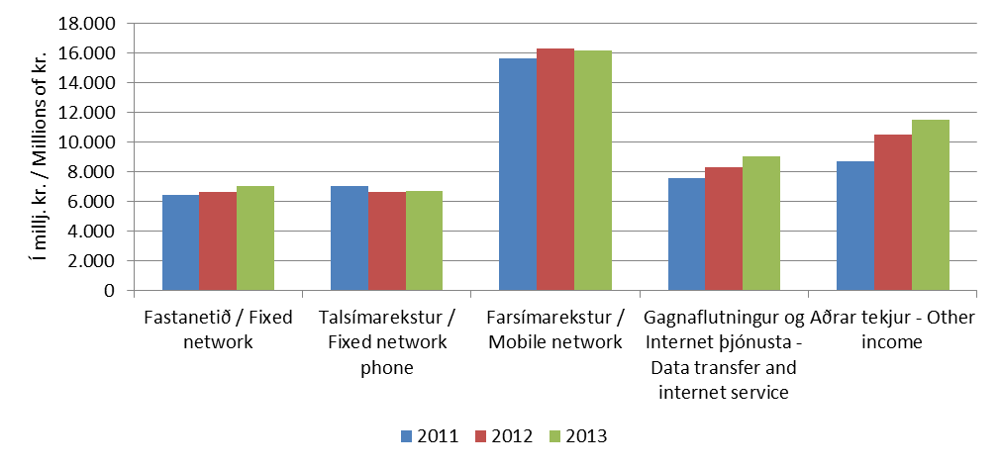 Í millj. kr. / Millions of kr.
18.000
16.000
14.000
12.000
10.000
8.000
6.000
4.000
2.000
0
Fastanetið / Fixed
network
Talsímarekstur /
Fixed network
phone
Farsímarekstur /
Mobile network
Gagnaflutningur og
Internet þjónusta -
Data transfer and
internet service
Aðrar tekjur - Other
income
2011 2012 2013